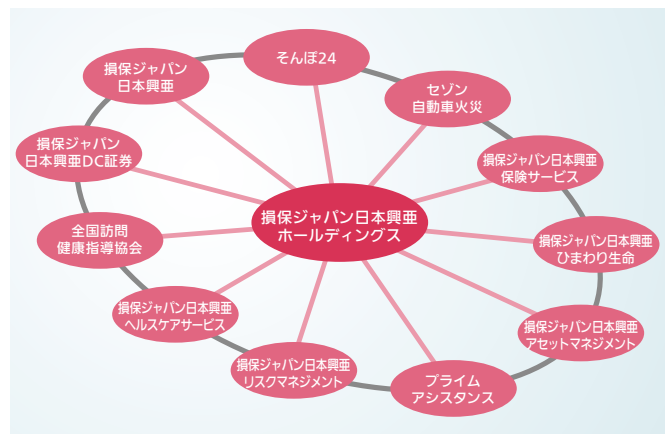 そんぽ24
損保ジャパン
日本興亜
セゾン
自動車火災
損保ジャパン
日本興亜DC証券
損保ジャパン日本興亜
保険サービス
損保ジャパン日本興亜
ホールディングス
全国訪問
健康指導協会
損保ジャパン日本興亜
ひまわり生命
損保ジャパン日本興亜
ヘルスケアサービス
損保ジャパン日本興亜
アセットマネジメント
損保ジャパン日本興亜
リスクマネジメント
プライム
アシスタンス